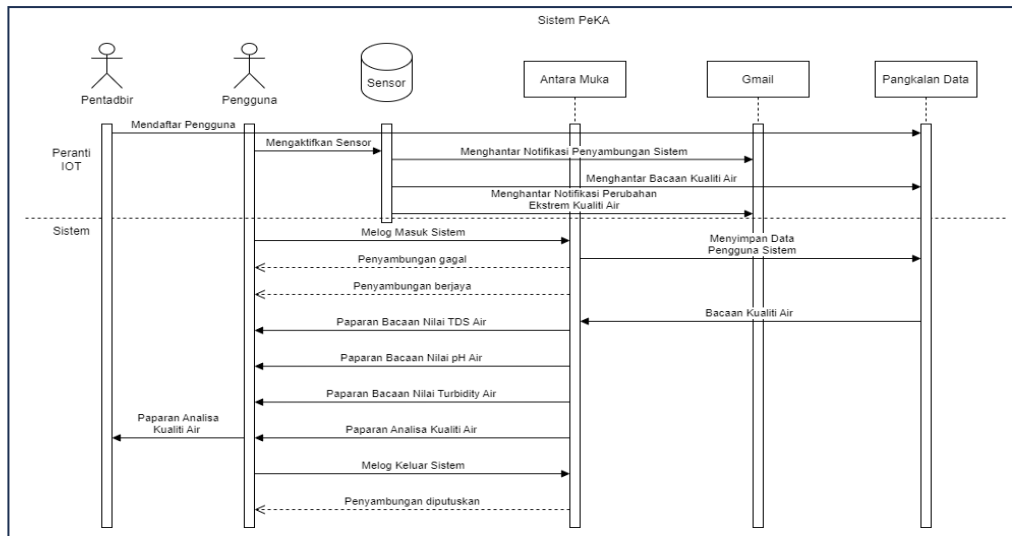 Sistem PeKA
Pentadbir
Pengguna
Sensor
Antara Muka
Gmail
Pangkalan Data
Mendaftar Pengguna
Peranti
IOT
Mengaktifkan Sensor
Menghantar Notifikasi Penyambungan Sistem
Menghantar Bacaan Kualiti Air
Menghantar Notifikasi Perubahan
Ekstrem Kualiti Air
Sistem
Melog Masuk Sistem
Menyimpan Data
Pengguna Sistem
Penyambungan gagal
Penyambungan berjaya
Bacaan Kualiti Air
Paparan Bacaan Nilai TDS Air
Paparan Bacaan Nilai pH Air
Paparan Bacaan Nilai Turbidity Air
Paparan Analisa
Kualiti Air
Paparan Analisa Kualiti Air
Melog Keluar Sistem
Penyambungan diputuskan